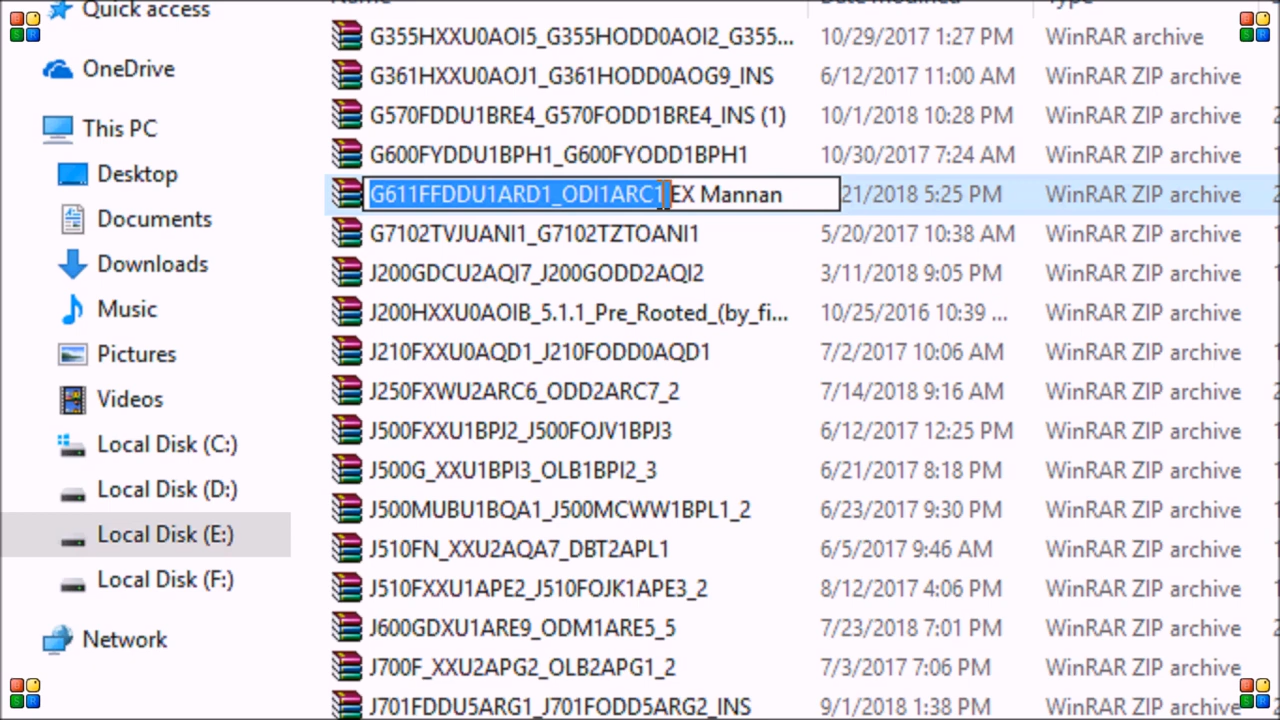 Quick access
OneDrive
This PC
Desktop
Documents
Downloads
Music
Pictures
Videos
Local Disk (C:)
Local Disk (D:)
Local Disk (E:)
Local Disk (F:)
Network
Name Date modified Type
G355HXXU0AOI5_G355HODD0AOI2_G355... 10/29/2017 1:27 PM WinRAR archive
G361HXXU0AOJ1_G361HODD0AOG9_INS 6/12/2017 11:00 AM WinRAR ZIP archive
G570FDDU1BRE4_G570FODD1BRE4_INS (1) 10/1/2018 10:28 PM WinRAR ZIP archive
G600FYDDU1BPH1_G600FYODD1BPH1 10/30/2017 7:24 AM WinRAR ZIP archive
G611FFDDU1ARD1_ODI1ARC1_EX Mannan 21/2018 5:25 PM WinRAR ZIP archive
G7102TVJUANI1_G7102TZTOANI1 5/20/2017 10:38 AM WinRAR ZIP archive
J200GDCU2AQI7_J200GODD2AQI2 3/11/2018 9:05 PM WinRAR ZIP archive
J200HXXU0AOIB_5.1.1_Pre_Rooted_(by_fi... 10/25/2016 10:39 ... WinRAR ZIP archive
J210FXXU0AQD1_J210FODD0AQD1 7/2/2017 10:06 AM WinRAR ZIP archive
J250FXWU2ARC6_ODD2ARC7_2 7/14/2018 9:16 AM WinRAR ZIP archive
J500FXXU1BPJ2_J500FOJV1BPJ3 6/12/2017 12:25 PM WinRAR ZIP archive
J500G_XXU1BPI3_OLB1BPI2_3 6/21/2017 8:18 PM WinRAR ZIP archive
J500MUBU1BQA1_J500MCWW1BPL1_2 6/23/2017 9:30 PM WinRAR ZIP archive
J510FN_XXU2AQA7_DBT2APL1 6/5/2017 9:46 AM WinRAR ZIP archive
J510FXXU1APE2_J510FOJK1APE3_2 8/12/2017 4:06 PM WinRAR ZIP archive
J600GDXU1ARE9_ODM1ARE5_5 7/23/2018 7:01 PM WinRAR ZIP archive
J700F_XXU2APG2_OLB2APG1_2 7/3/2017 7:06 PM WinRAR ZIP archive
J701FDDU5ARG1_J701FODD5ARG2_INS 9/1/2018 1:38 PM WinRAR ZIP archive